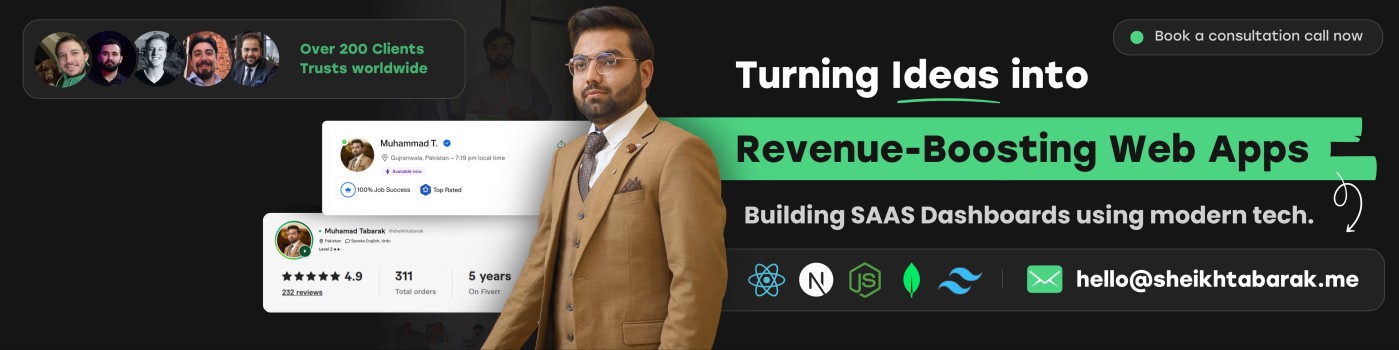 Over 200 Clients
Trusts worldwide
Book a consultation call now
Turning Ideas into
Revenue-Boosting Web Apps
Building SAAS Dashboards using modern tech.
N
JS
hello@sheikhtabarak.me
Muhammad T.
Gujranwala, Pakistan – 7:19 pm local time
Available now
100% Job Success
Top Rated
Muhamad Tabarak @sheikhtabarak
Pakistan Speaks English, Urdu
Level 2
4.9
232 reviews
311
Total orders
5 years
On Fiverr